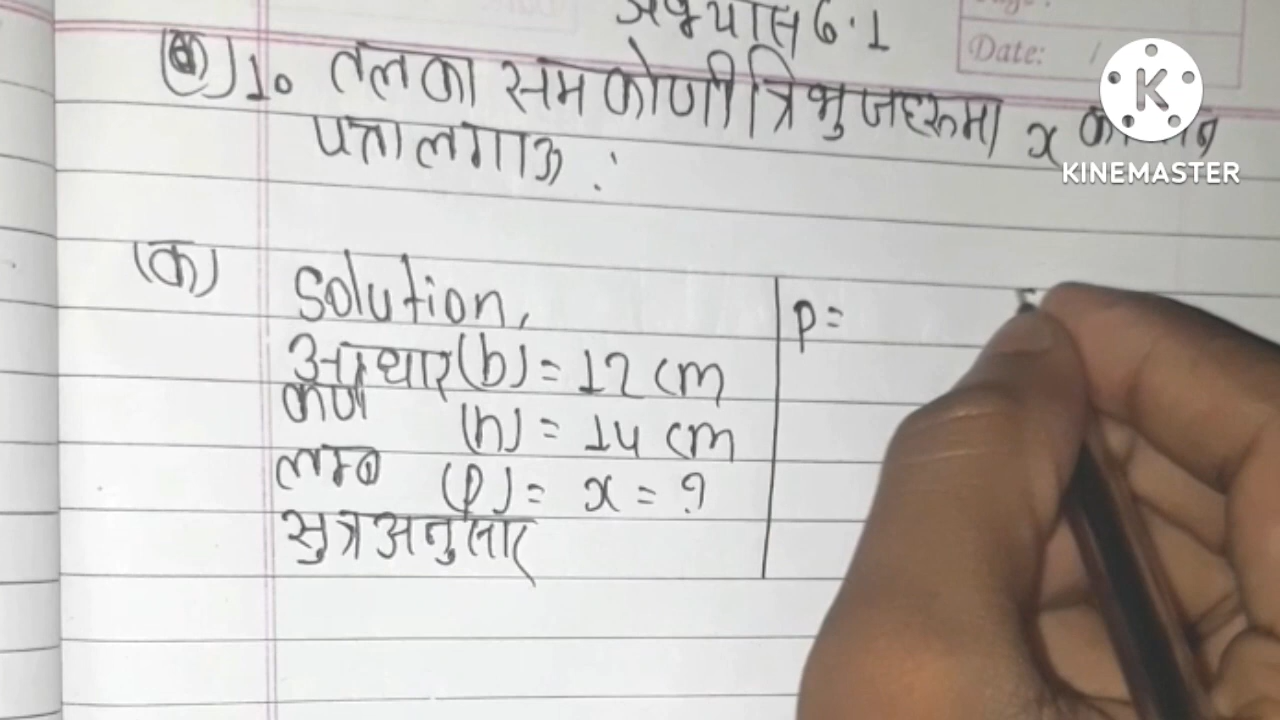 अभ्यास 6.1
Date: /
(क) 1. तलका समकोणी त्रिभुजहरूमा x को मान
पत्ता लगाऊ :
KINEMASTER
(क) Solution,
आधार (b) = 12 cm
कर्ण (h) = 14 cm
लम्ब (p) = x = ?
सुत्र अनुसार
p =